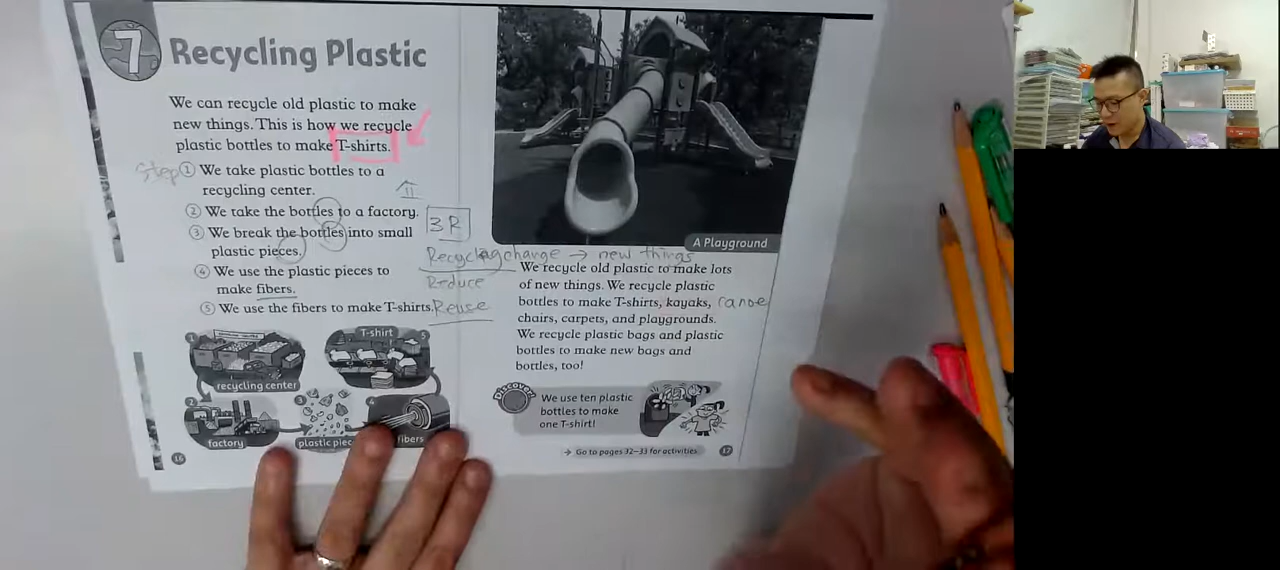 7 Recycling Plastic
We can recycle old plastic to make
new things. This is how we recycle
plastic bottles to make T-shirts.
Step ① We take plastic bottles to a
recycling center.
② We take the bottles to a factory.
③ We break the bottles into small
plastic pieces.
④ We use the plastic pieces to
make fibers.
⑤ We use the fibers to make T-shirts.
3R
Recycling change → new things
Reduce
Reuse
1
recycling center
T-shirt
5
2
factory
3
plastic piec
4
fibers
16
A Playground
We recycle old plastic to make lots
of new things. We recycle plastic
bottles to make T-shirts, kayaks, canoe
chairs, carpets, and playgrounds.
We recycle plastic bags and plastic
bottles to make new bags and
bottles, too!
Discover!
We use ten plastic
bottles to make
one T-shirt!
→ Go to pages 32–33 for activities.
17